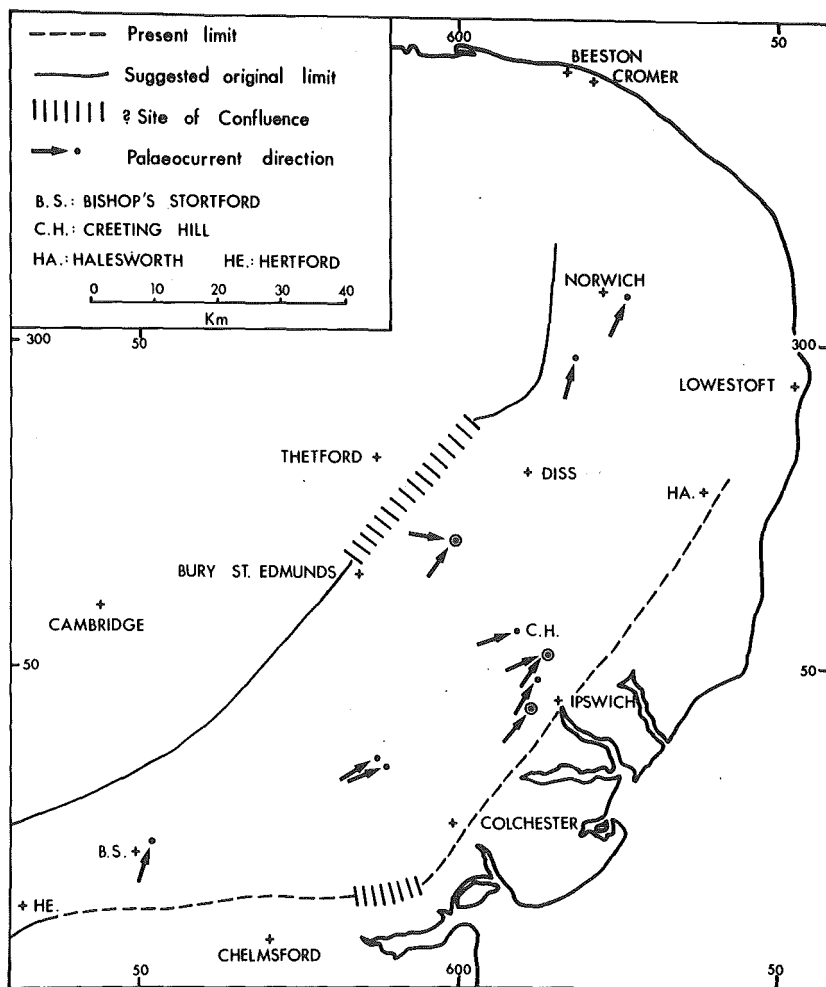 Present limit
Suggested original limit
? Site of Confluence
Palaeocurrent direction
B.S.: BISHOP'S STORTFORD
C.H.: CREETING HILL
HA.: HALESWORTH HE.: HERTFORD
0 10 20 30 40
Km
600
50
BEESTON
CROMER
NORWICH
300
50
300
LOWESTOFT
THETFORD
DISS
HA.
BURY ST. EDMUNDS
CAMBRIDGE
C.H.
50
50
IPSWICH
COLCHESTER
B.S.
HE.
CHELMSFORD
50
600
50